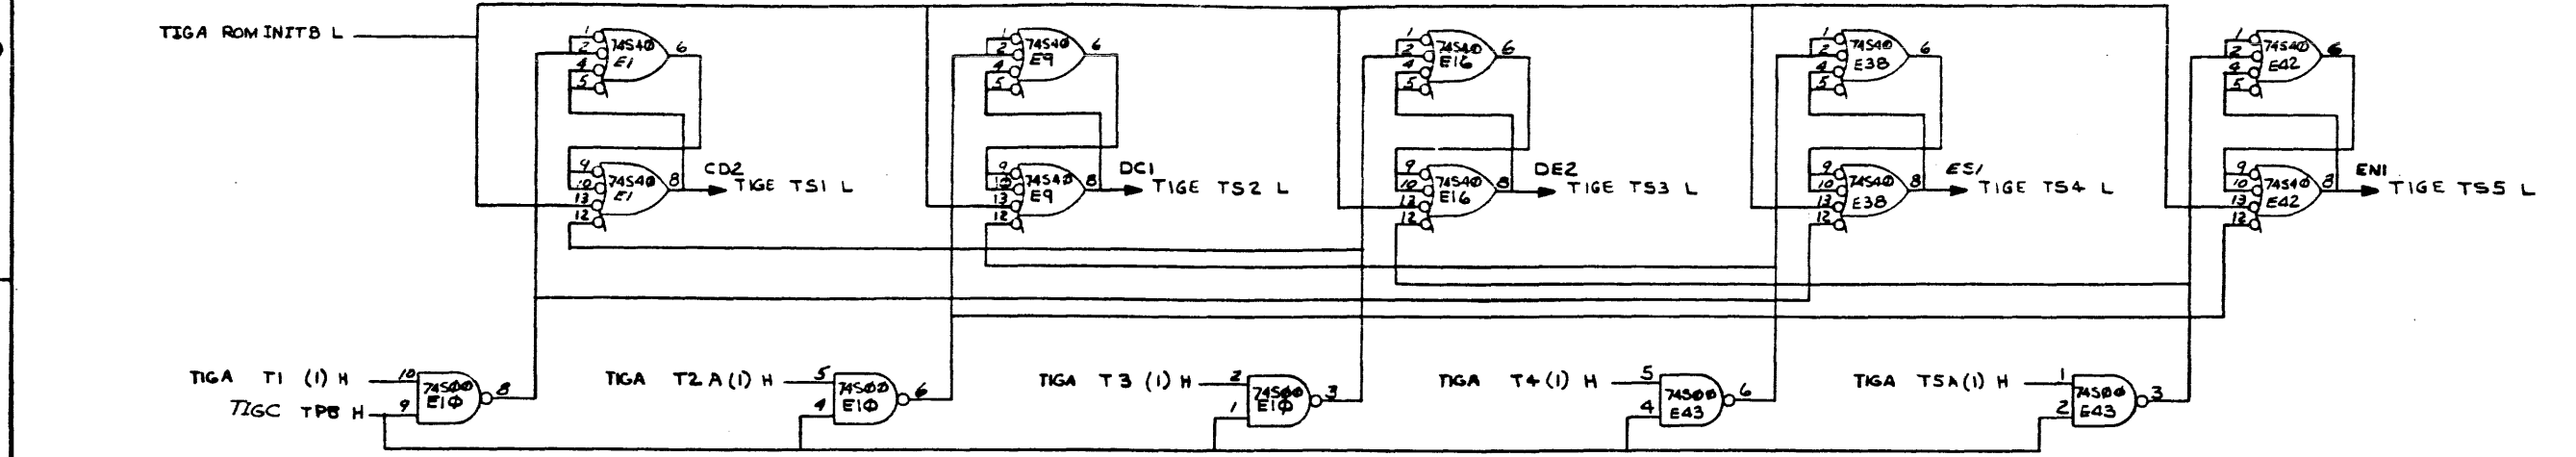 TIGA ROM INITB L
1 2 4 5 74S40 E1 6
1 2 4 5 74S40 E9 6
1 2 4 5 74S40 E16 6
1 2 4 5 74S40 E38 6
1 2 4 5 74S40 E42 6
9 10 13 12 74S40 E1 8 CD2 TIGE TS1 L
9 10 13 12 74S40 E9 8 DC1 TIGE TS2 L
9 10 13 12 74S40 E16 8 DE2 TIGE TS3 L
9 10 13 12 74S40 E38 8 ES1 TIGE TS4 L
9 10 13 12 74S40 E42 8 EN1 TIGE TS5 L
TIGA T1 (1) H 10
TIGC TPB H 9
74S00 E10 8
TIGA T2A(1) H 5
4 74S00 E10 6
TIGA T3 (1) H 2
1 74S00 E10 3
TIGA T4(1) H 5
4 74S00 E43 6
TIGA T5A(1) H 1
2 74S00 E43 3